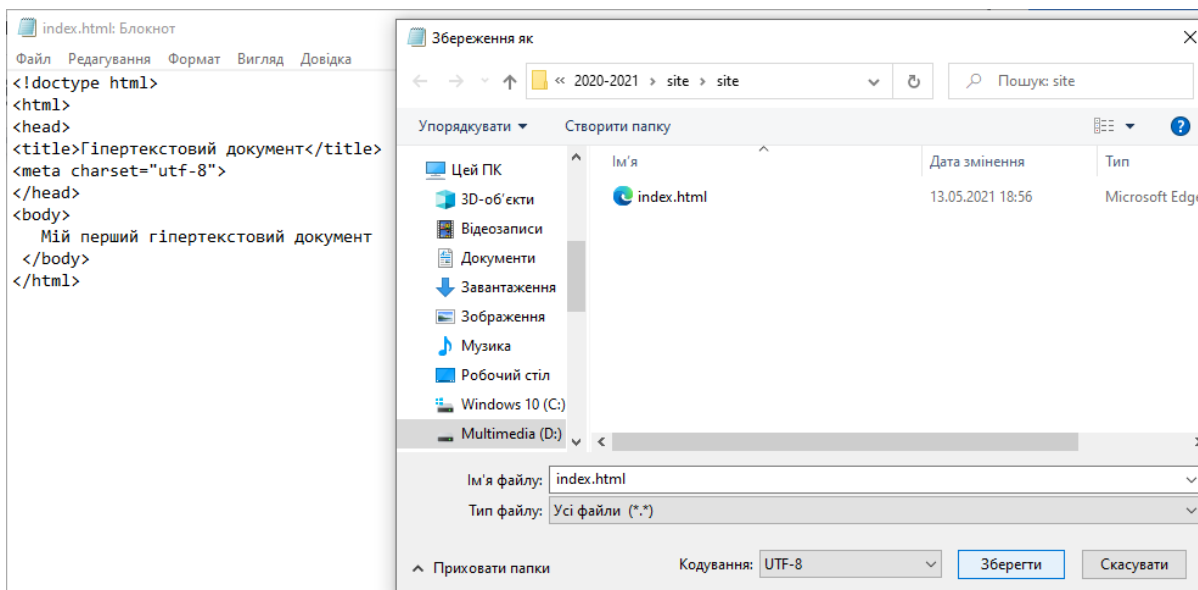 index.html: Блокнот
Файл Редагування Формат Вигляд Довідка
<!doctype html>
<html>
<head>
<title>Гіпертекстовий документ</title>
<meta charset="utf-8">
</head>
<body>
Мій перший гіпертекстовий документ
</body>
</html>
Збереження як
« 2020-2021 › site › site
Пошук: site
Упорядкувати Створити папку
Цей ПК
3D-об'єкти
Відеозаписи
Документи
Завантаження
Зображення
Музика
Робочий стіл
Windows 10 (C:)
Multimedia (D:)
Ім'я Дата змінення Тип
index.html 13.05.2021 18:56 Microsoft Edge
Ім'я файлу: index.html
Тип файлу: Усі файли (*.*)
Приховати папки
Кодування: UTF-8
Зберегти
Скасувати